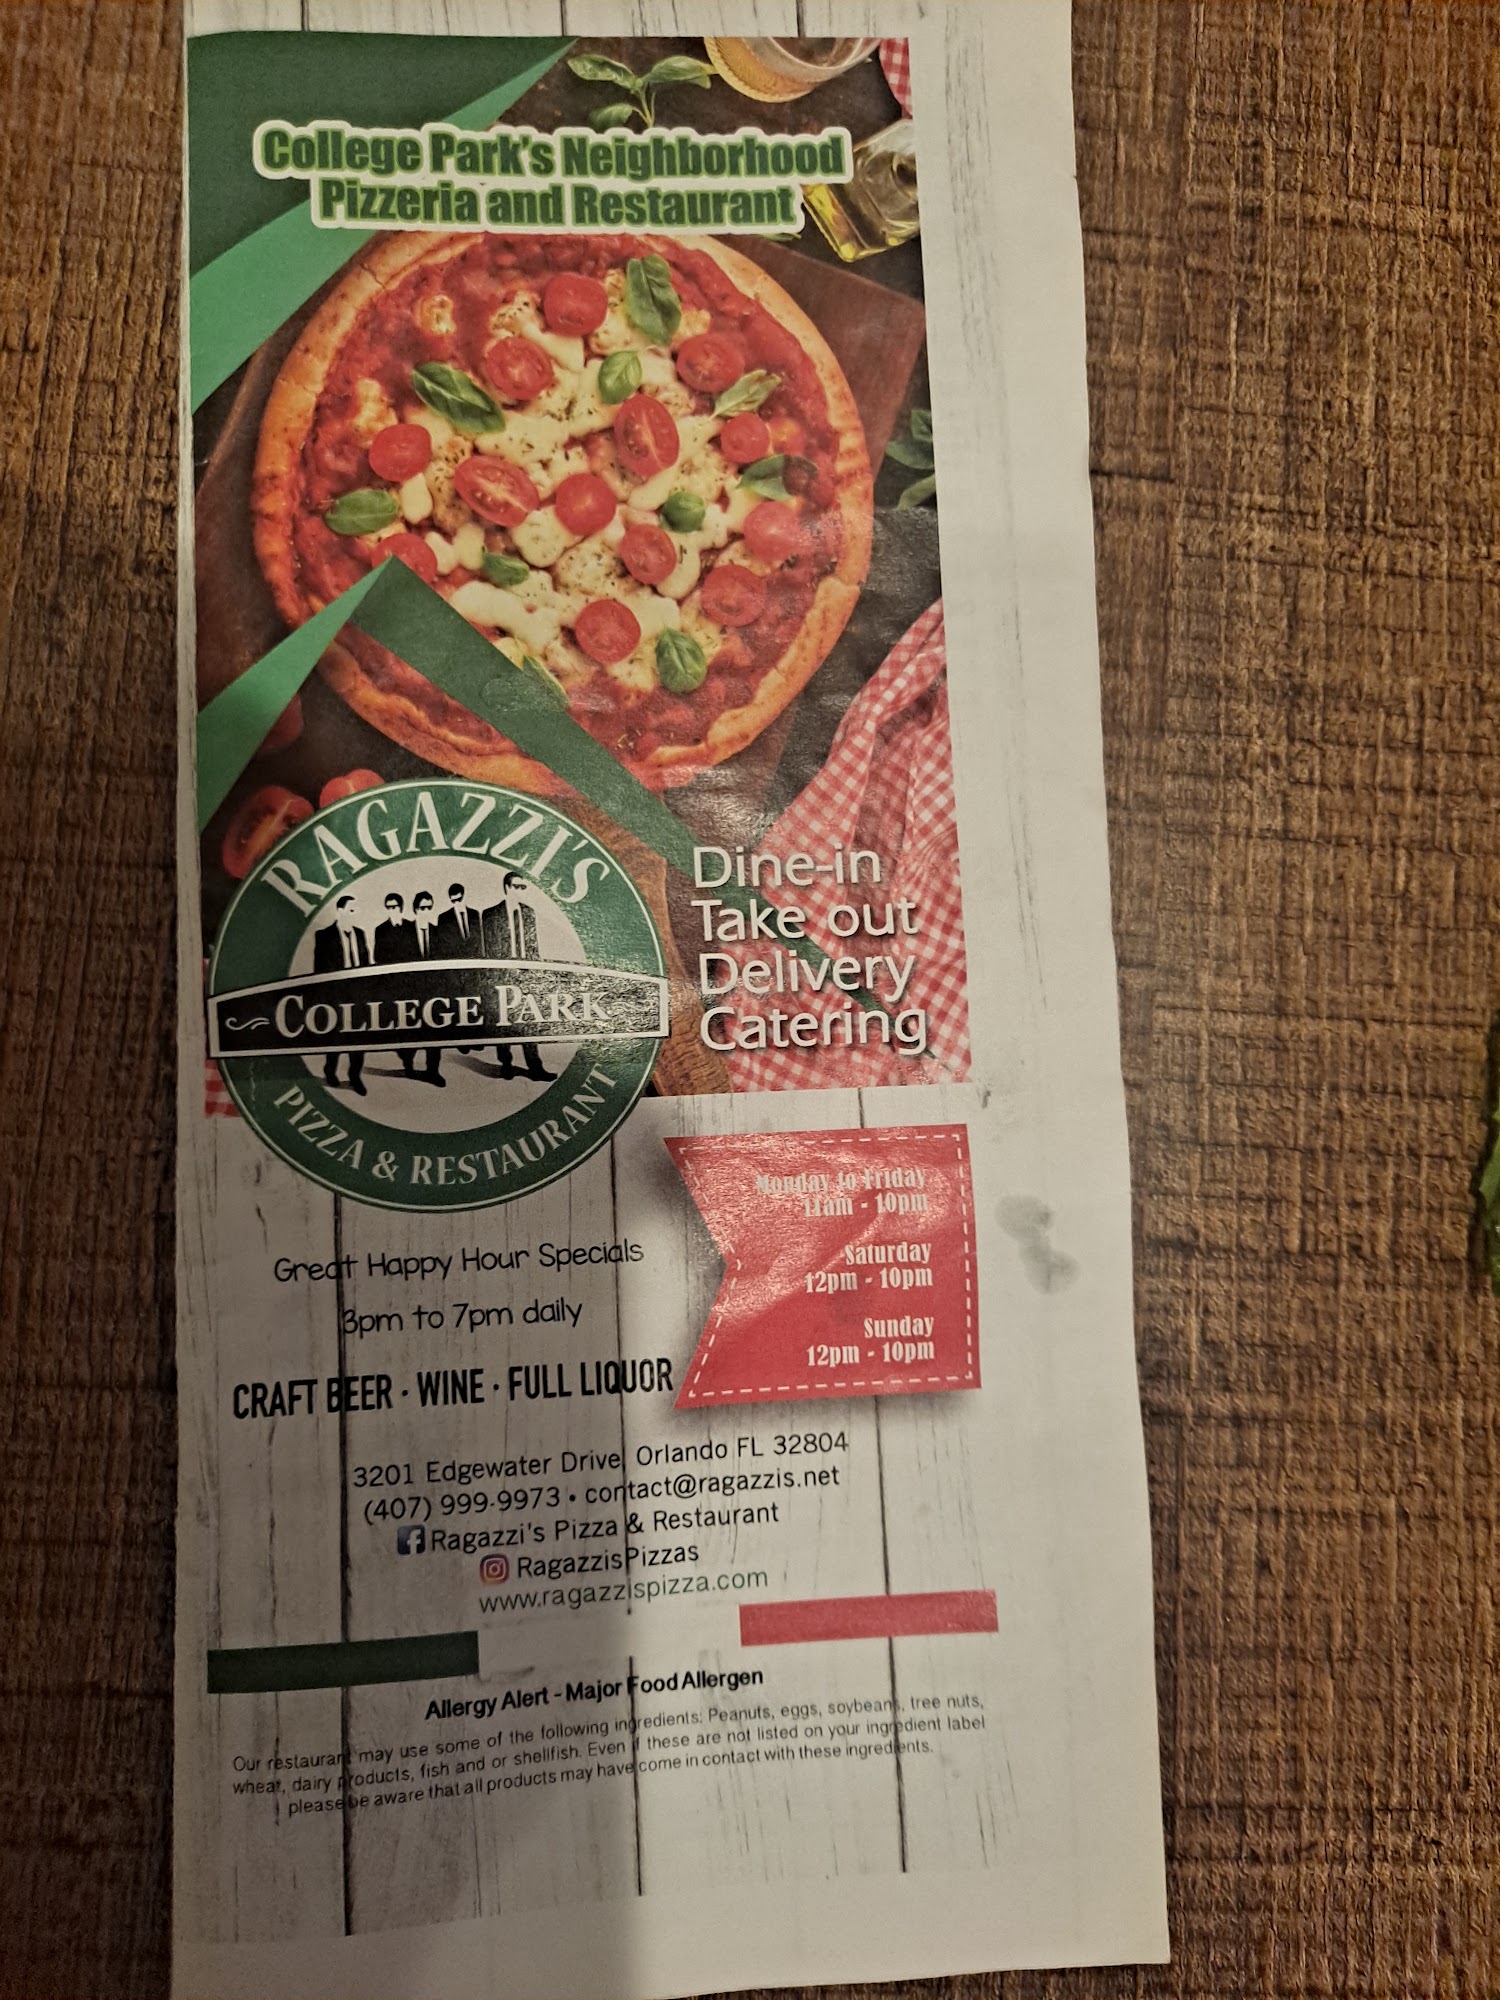 College Park's Neighborhood
Pizzeria and Restaurant
RAGAZZI'S
COLLEGE PARK
PIZZA & RESTAURANT
Dine-in
Take out
Delivery
Catering
Monday to Friday
11am - 10pm
Saturday
12pm - 10pm
Sunday
12pm - 10pm
Great Happy Hour Specials
3pm to 7pm daily
CRAFT BEER · WINE · FULL LIQUOR
3201 Edgewater Drive, Orlando FL 32804
(407) 999-9973 • contact@ragazzis.net
Ragazzi's Pizza & Restaurant
RagazzisPizzas
www.ragazzispizza.com
Allergy Alert - Major Food Allergen
Our restaurant may use some of the following ingredients: Peanuts, eggs, soybeans, tree nuts,
wheat, dairy products, fish and or shellfish. Even if these are not listed on your ingredient label
please be aware that all products may have come in contact with these ingredients.